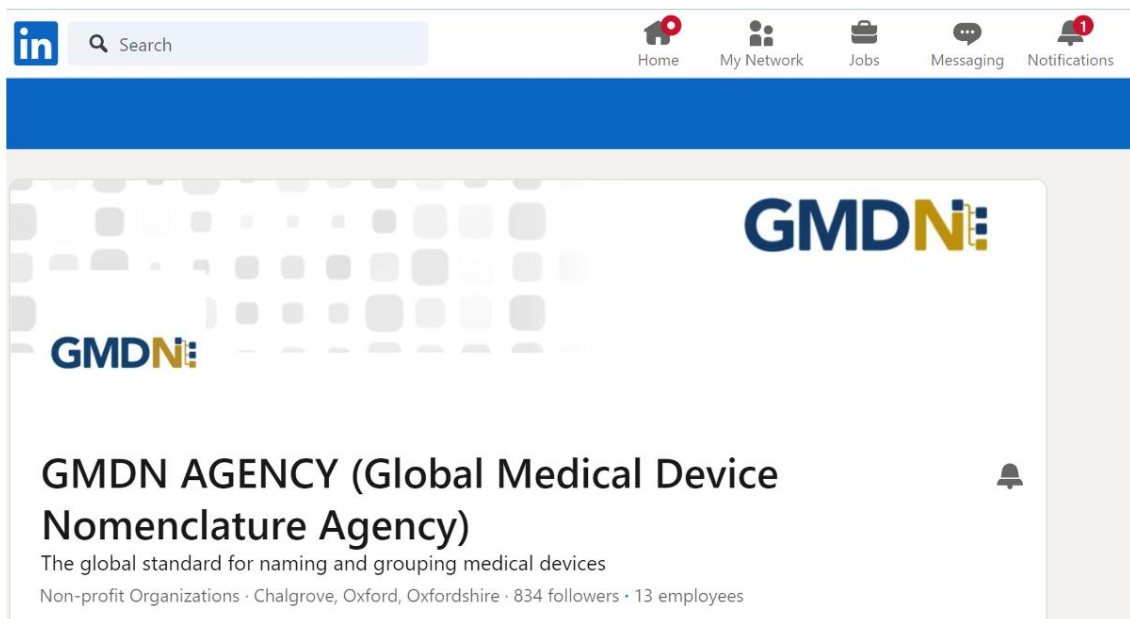 in
Search
Home
My Network
Jobs
Messaging
1
Notifications
GMDN
GMDN
GMDN AGENCY (Global Medical Device
Nomenclature Agency)
The global standard for naming and grouping medical devices
Non-profit Organizations · Chalgrove, Oxford, Oxfordshire · 834 followers · 13 employees